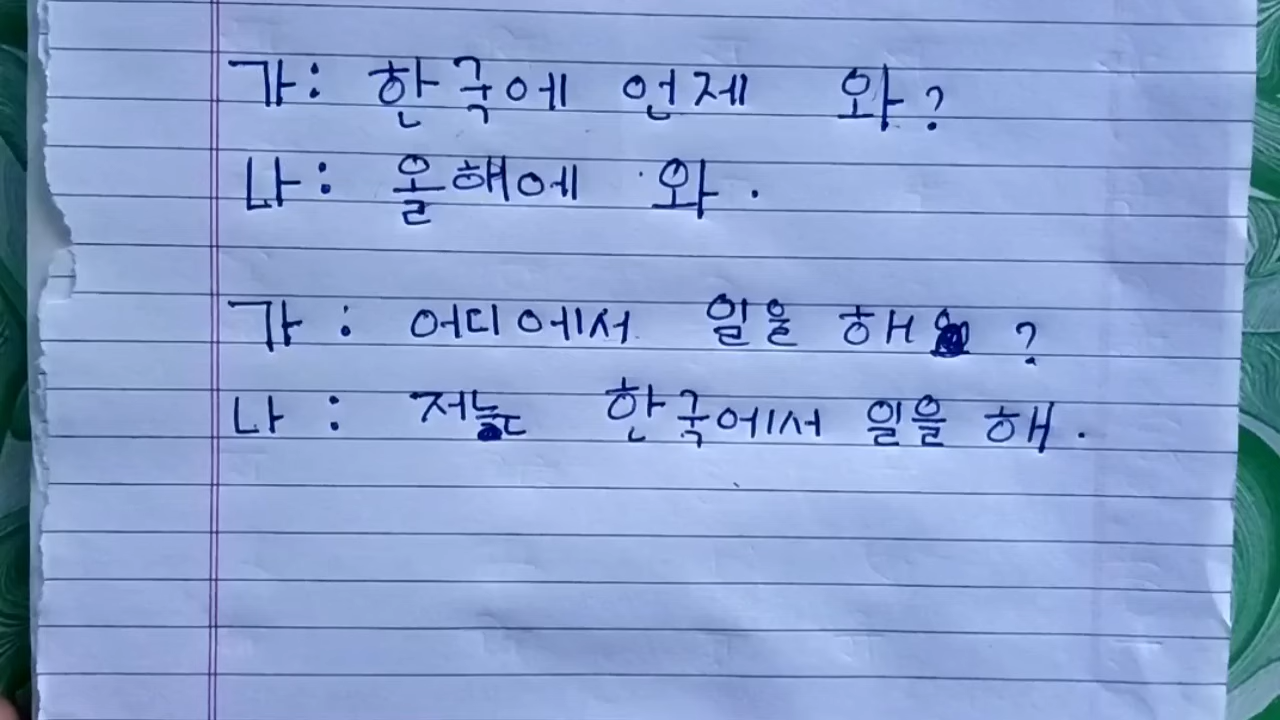 가: 한국에 언제 와?
나: 올해에 와.
가: 어디에서 일을 해?
나: 저는 한국에서 일을 해.